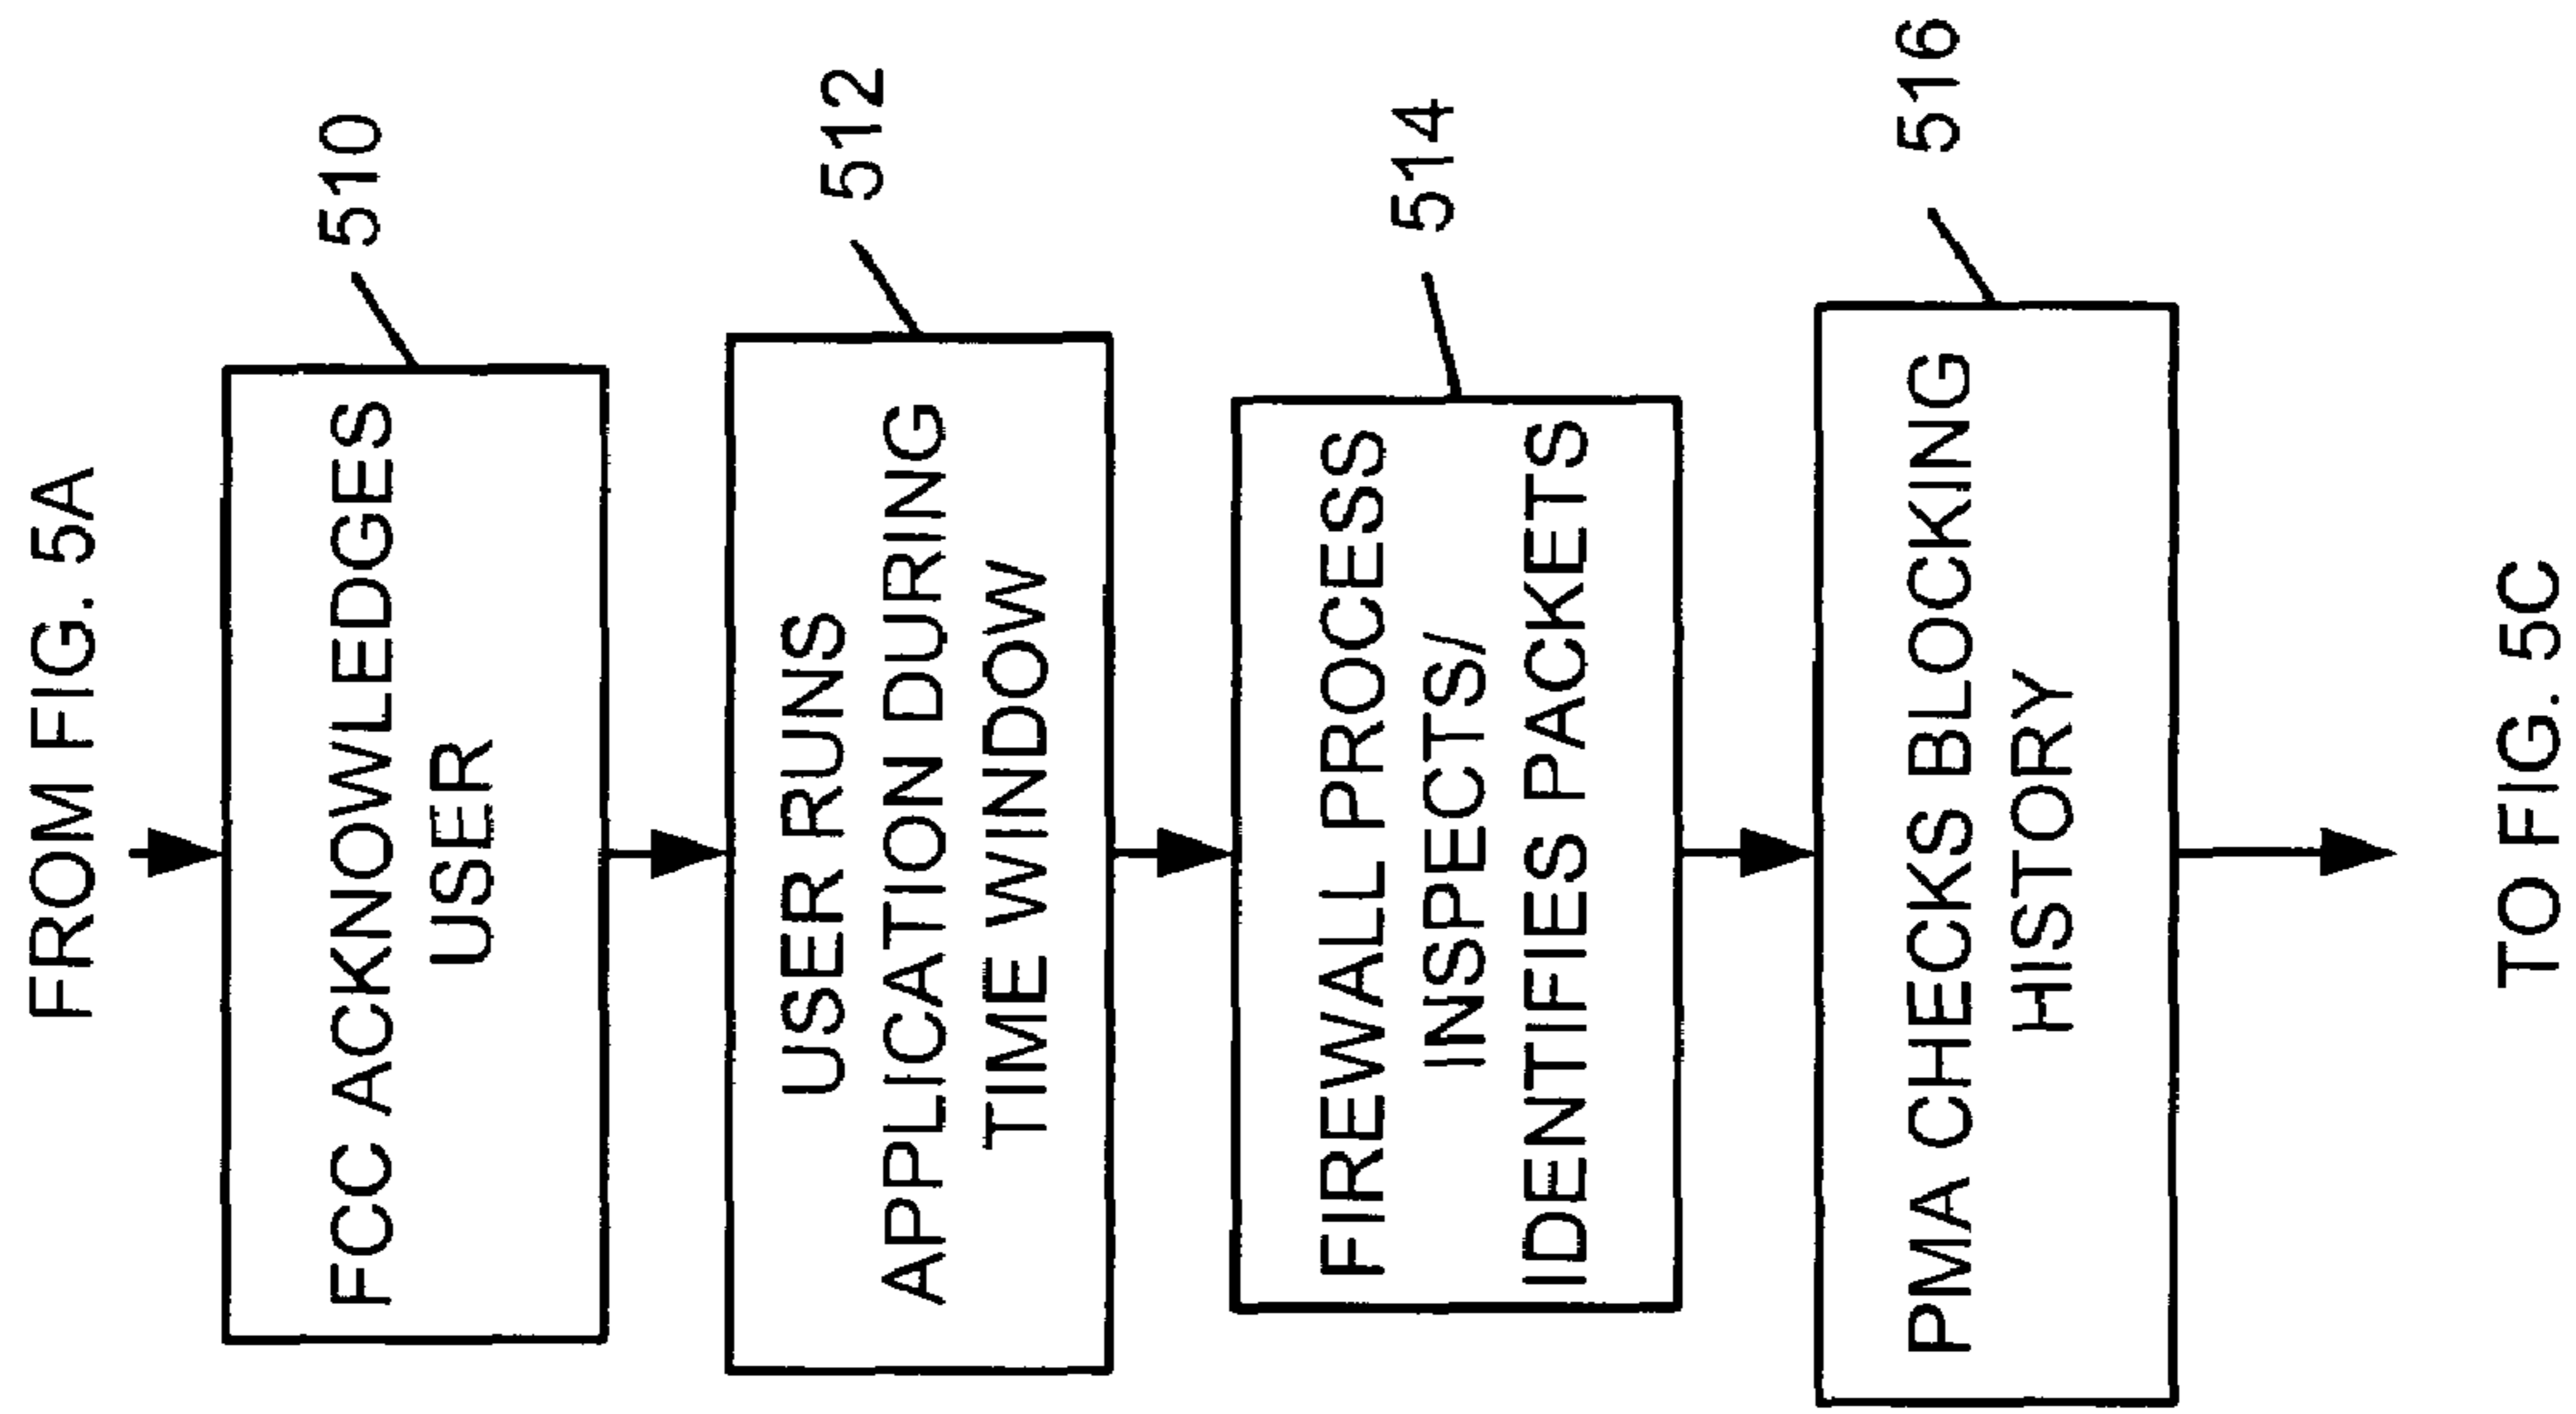 FROM FIG. 5A
FCC ACKNOWLEDGES
USER
510
USER RUNS
APPLICATION DURING
TIME WINDOW
512
FIREWALL PROCESS
INSPECTS/
IDENTIFIES PACKETS
514
PMA CHECKS BLOCKING
HISTORY
516
TO FIG. 5C